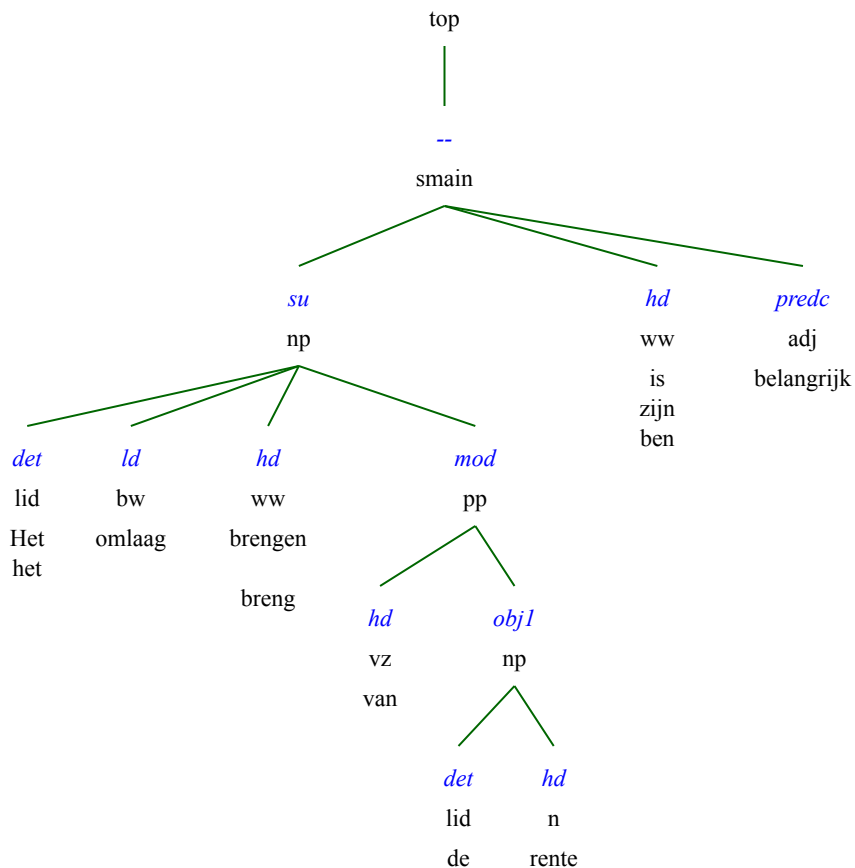 top
--
smain
su hd predc
np ww adj
is belangrijk
zijn
ben
det ld hd mod
lid bw ww pp
Het omlaag brengen
het
breng
hd obj1
vz np
van
det hd
lid n
de rente